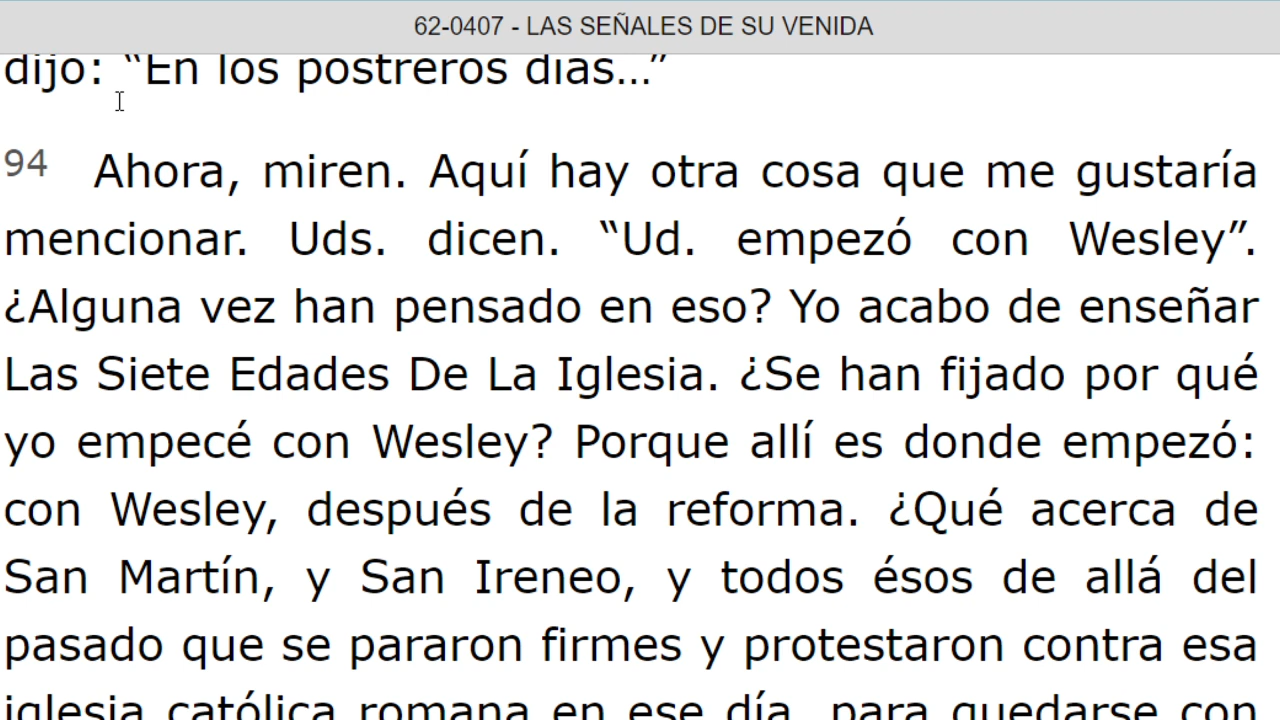 62-0407 - LAS SEÑALES DE SU VENIDA
dijo: “En los postreros días…”
94 Ahora, miren. Aquí hay otra cosa que me gustaría
mencionar. Uds. dicen. “Ud. empezó con Wesley”.
¿Alguna vez han pensado en eso? Yo acabo de enseñar
Las Siete Edades De La Iglesia. ¿Se han fijado por qué
yo empecé con Wesley? Porque allí es donde empezó:
con Wesley, después de la reforma. ¿Qué acerca de
San Martín, y San Ireneo, y todos ésos de allá del
pasado que se pararon firmes y protestaron contra esa
iglesia católica romana en ese día, para quedarse con